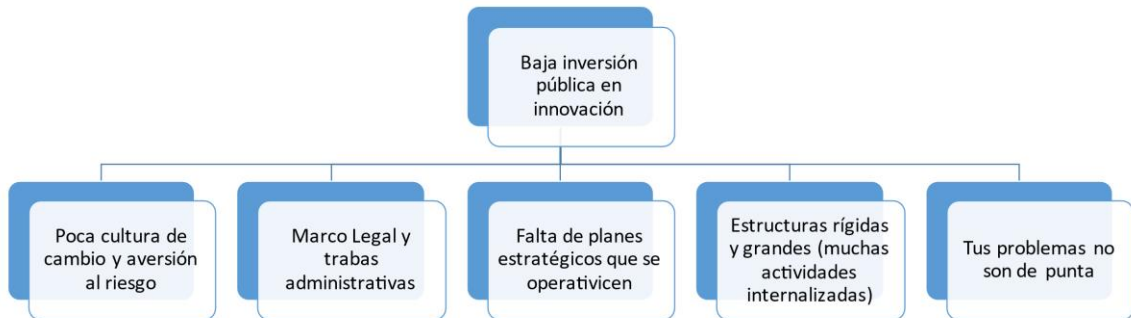 Baja inversión
pública en
innovación
Poca cultura de
cambio y aversión
al riesgo
Marco Legal y
trabas
administrativas
Falta de planes
estratégicos que se
operativicen
Estructuras rígidas
y grandes (muchas
actividades
internalizadas)
Tus problemas no
son de punta